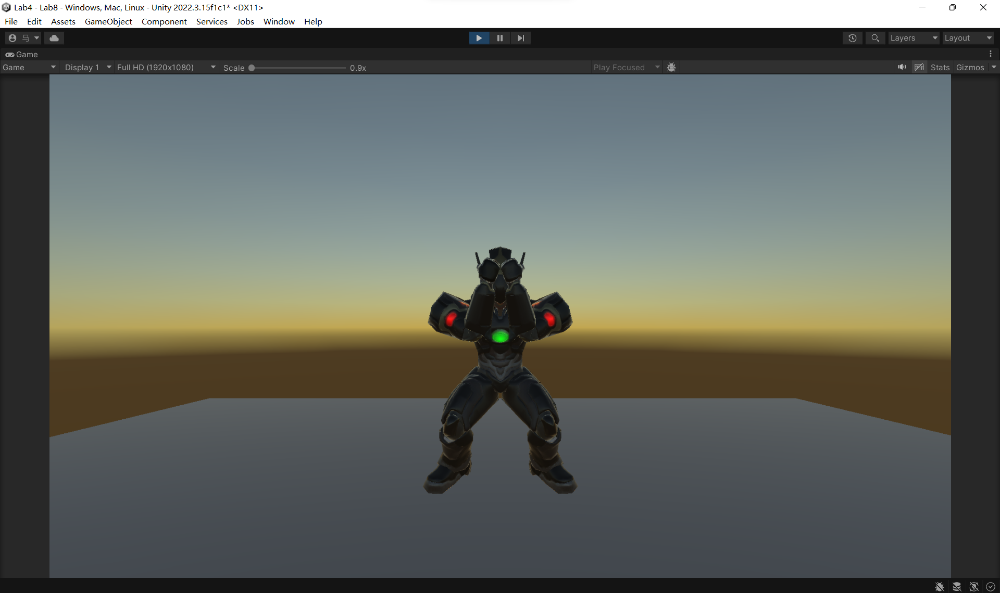 Lab4 - Lab8 - Windows, Mac, Linux - Unity 2022.3.15f1c1* <DX11>
File Edit Assets GameObject Component Services Jobs Window Help
马 Layers Layout
Game
Game Display 1 Full HD (1920x1080) Scale 0.9x Play Focused Stats Gizmos